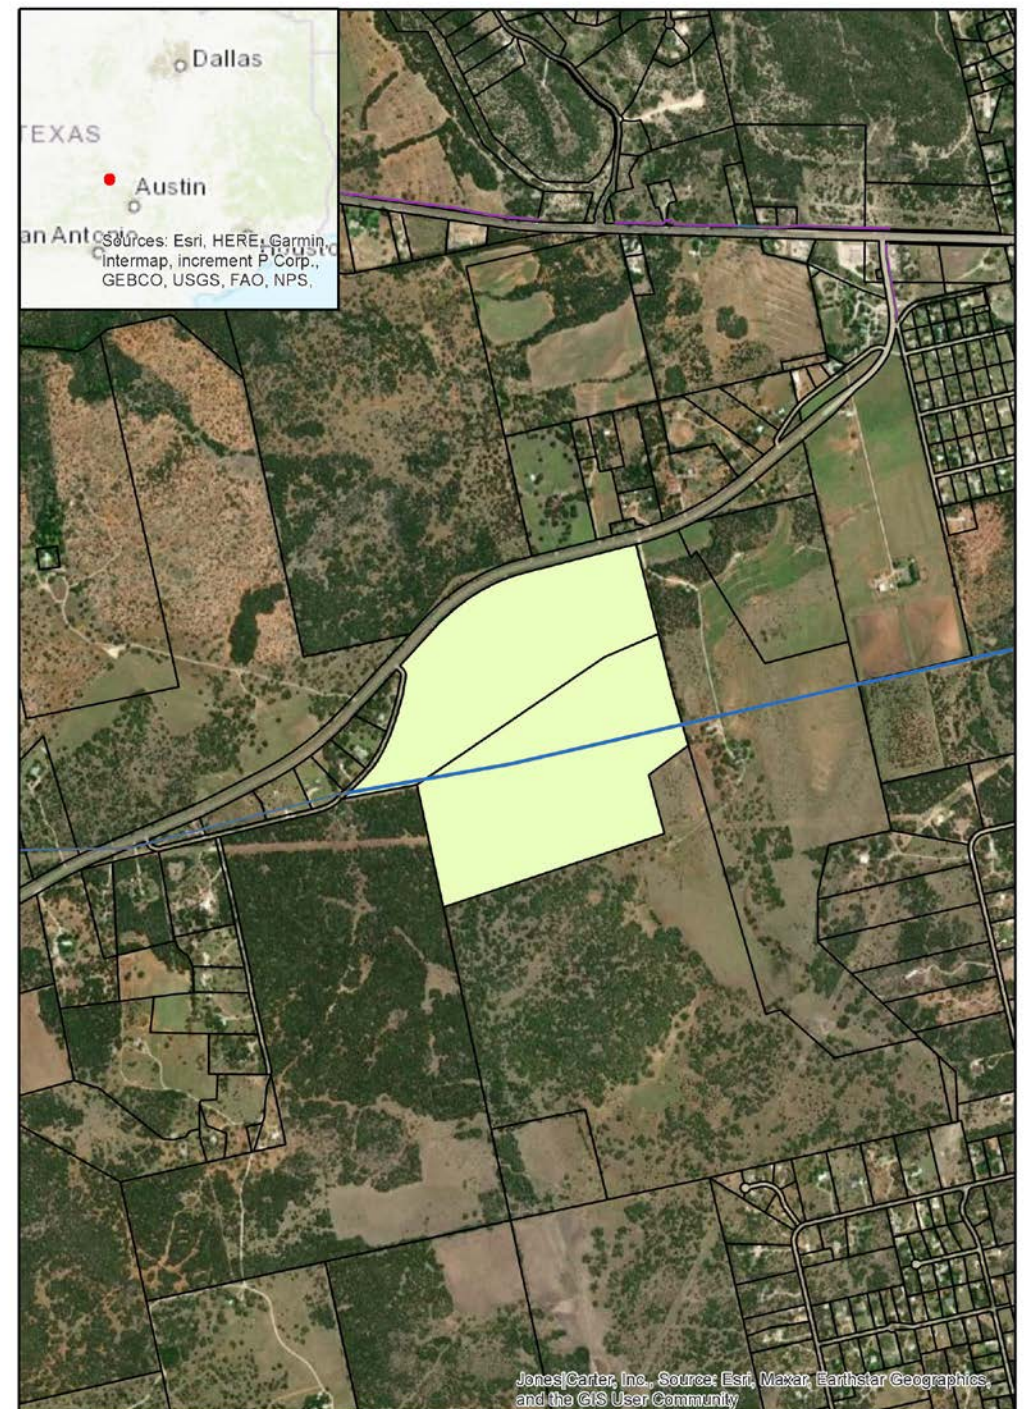 Dallas
TEXAS
Austin
an Antonio
Sources: Esri, HERE, Garmin,
Intermap, increment P Corp.,
GEBCO, USGS, FAO, NPS,
Jones|Carter, Inc., Source: Esri, Maxar, Earthstar Geographics,
and the GIS User Community